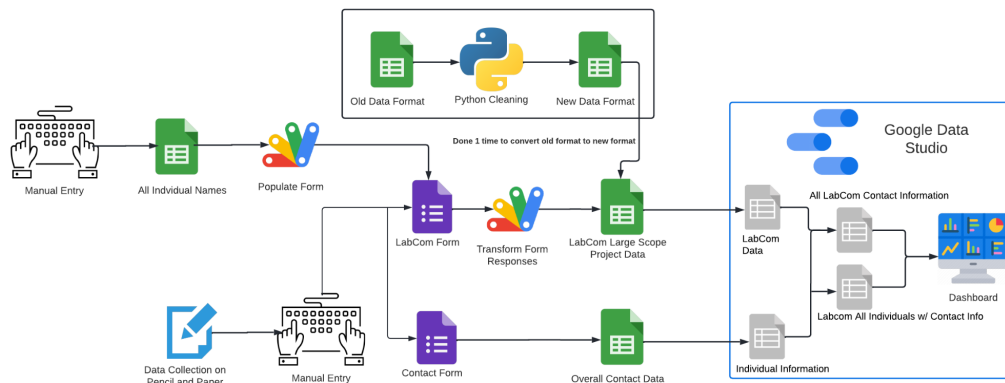 Old Data Format
Python Cleaning
New Data Format
Done 1 time to convert old format to new format
Google Data
Studio
Manual Entry
All Indvidual Names
Populate Form
All LabCom Contact Information
LabCom Form
Transform Form
Responses
LabCom Large Scope
Project Data
LabCom
Data
Dashboard
Labcom All Individuals w/ Contact Info
Data Collection on
Pencil and Paper
Manual Entry
Contact Form
Overall Contact Data
Individual Information